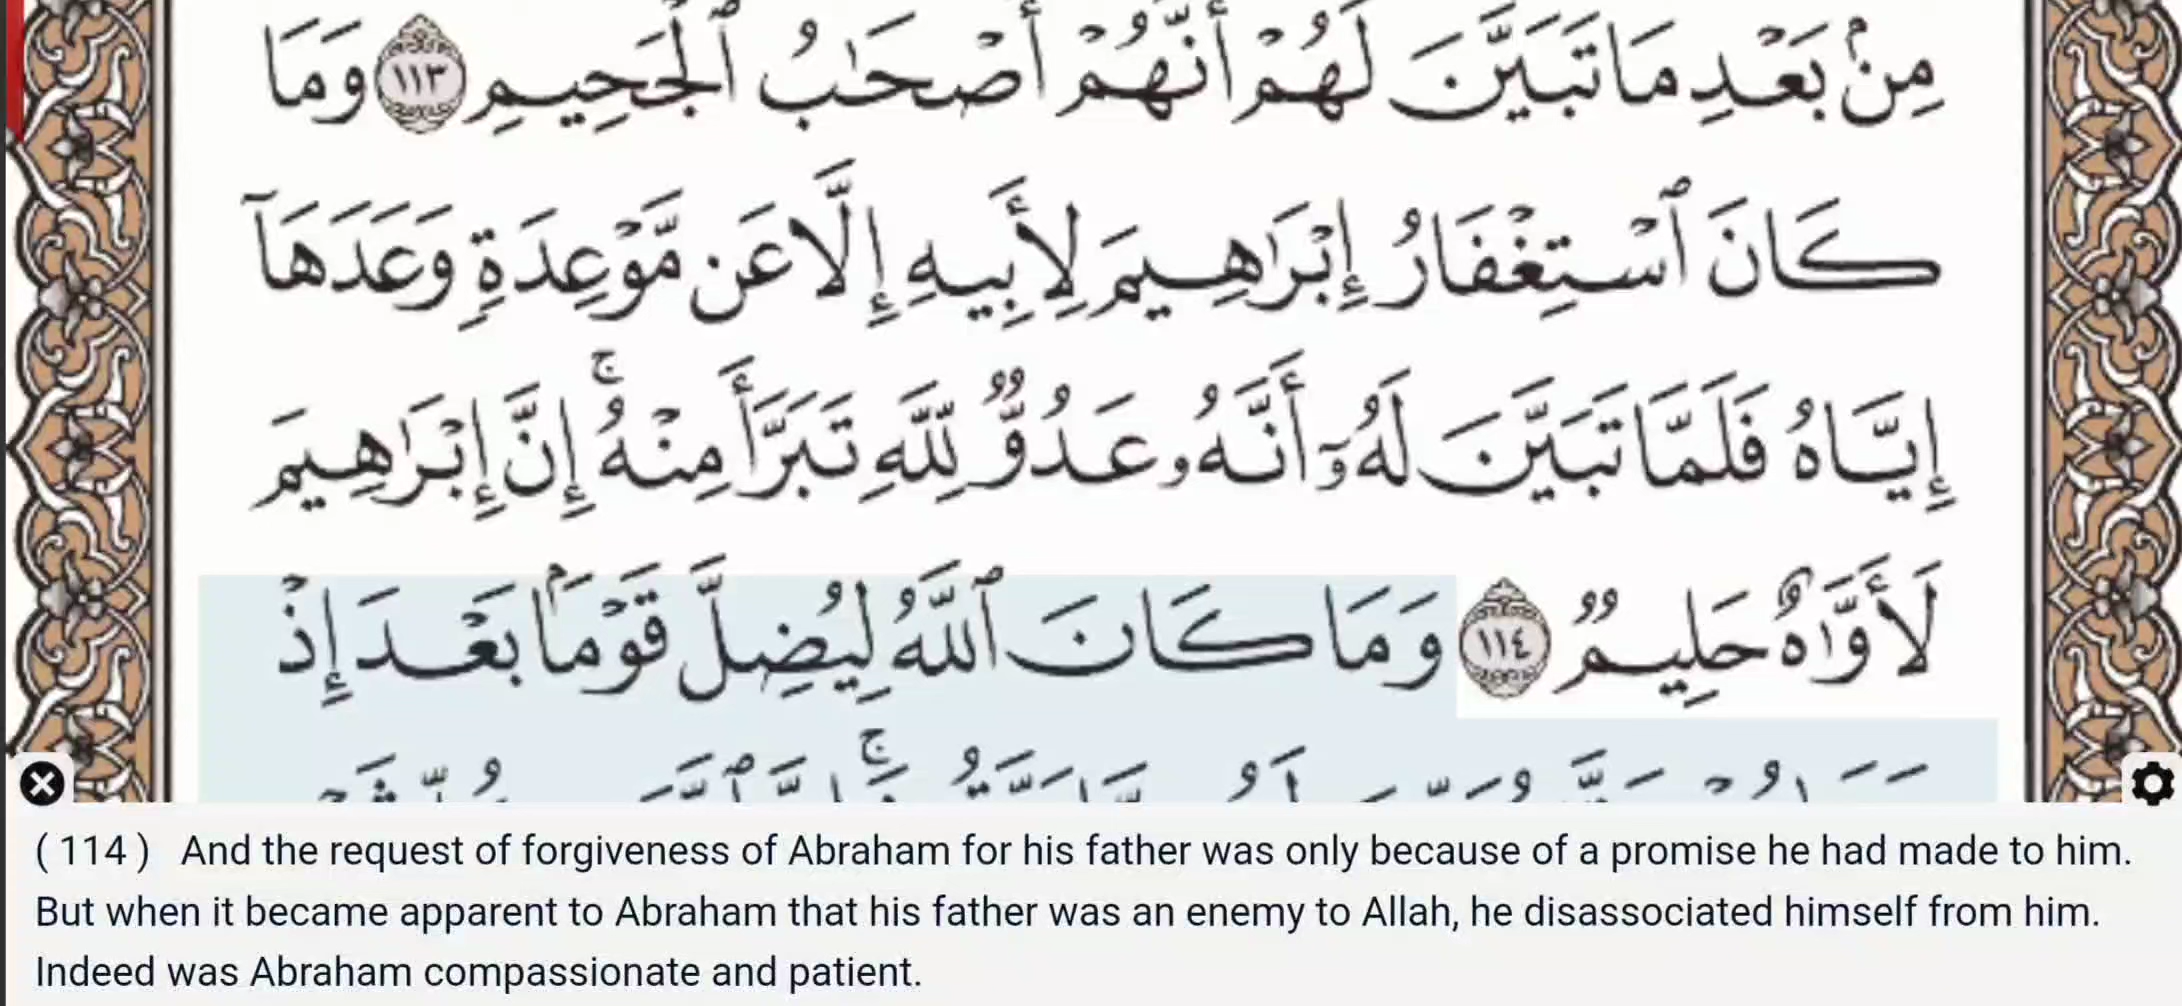 مِنۢ بَعْدِ مَا تَبَيَّنَ لَهُمْ أَنَّهُمْ أَصْحَٰبُ ٱلْجَحِيمِ ١١٣ وَمَا
كَانَ ٱسْتِغْفَارُ إِبْرَٰهِيمَ لِأَبِيهِ إِلَّا عَن مَّوْعِدَةٍ وَعَدَهَآ
إِيَّاهُ فَلَمَّا تَبَيَّنَ لَهُۥٓ أَنَّهُۥ عَدُوٌّ لِّلَّهِ تَبَرَّأَ مِنْهُ ۚ إِنَّ إِبْرَٰهِيمَ
لَأَوَّٰهٌ حَلِيمٌ ١١٤ وَمَا كَانَ ٱللَّهُ لِيُضِلَّ قَوْمًۢا بَعْدَ إِذْ
( 114 ) And the request of forgiveness of Abraham for his father was only because of a promise he had made to him.
But when it became apparent to Abraham that his father was an enemy to Allah, he disassociated himself from him.
Indeed was Abraham compassionate and patient.